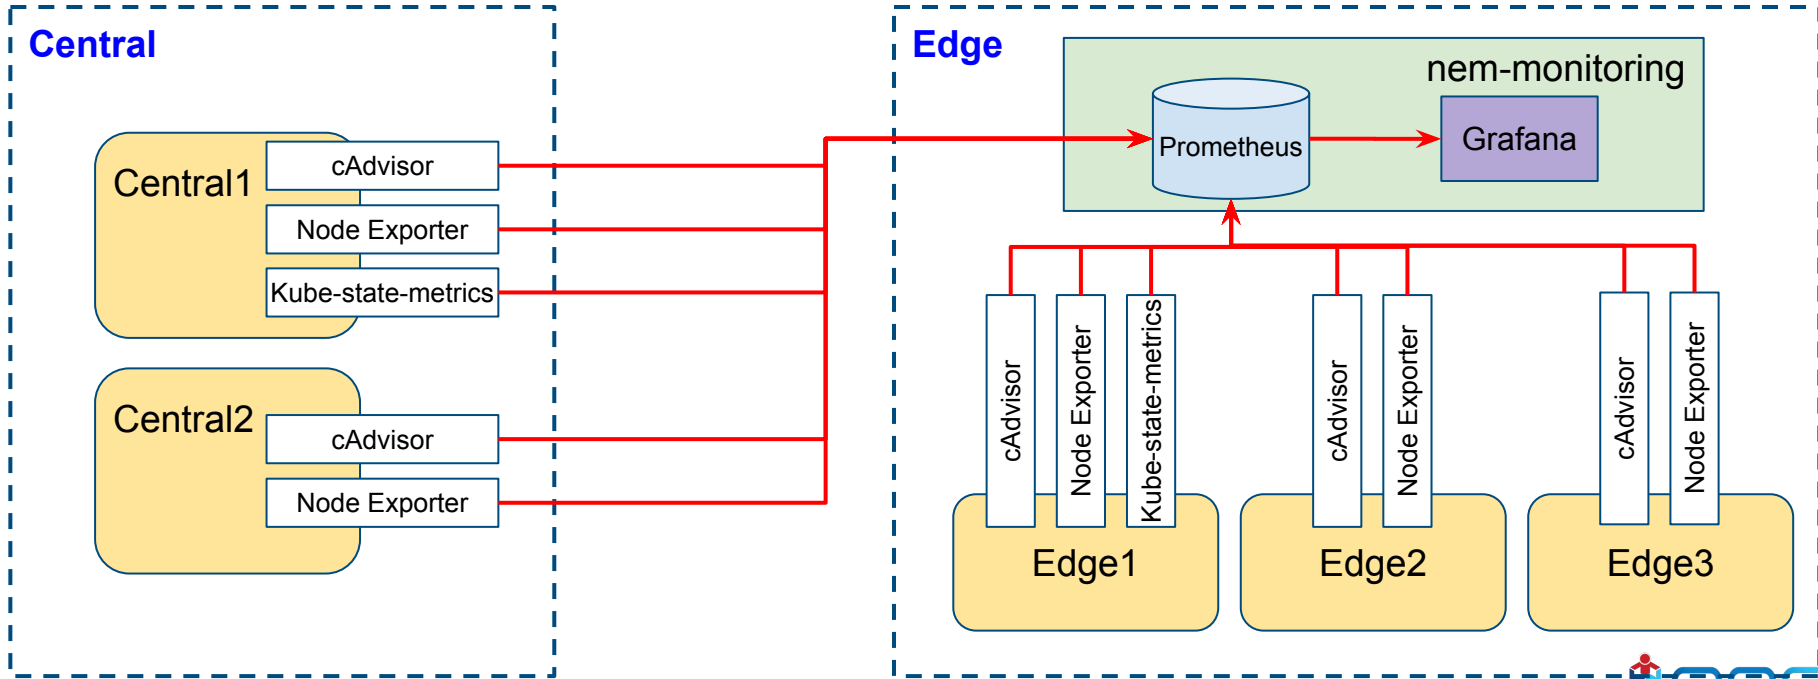 Central
Central1
cAdvisor
Node Exporter
Kube-state-metrics
Central2
cAdvisor
Node Exporter
Edge
nem-monitoring
Prometheus
Grafana
cAdvisor
Node Exporter
Kube-state-metrics
Edge1
cAdvisor
Node Exporter
Edge2
cAdvisor
Node Exporter
Edge3